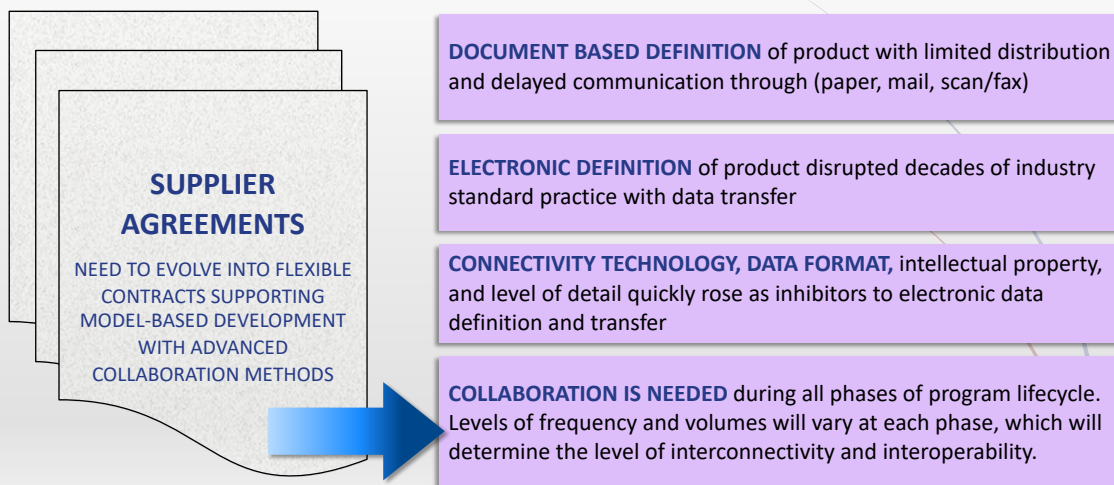 SUPPLIER
AGREEMENTS
NEED TO EVOLVE INTO FLEXIBLE
CONTRACTS SUPPORTING
MODEL-BASED DEVELOPMENT
WITH ADVANCED
COLLABORATION METHODS
DOCUMENT BASED DEFINITION of product with limited distribution
and delayed communication through (paper, mail, scan/fax)
ELECTRONIC DEFINITION of product disrupted decades of industry
standard practice with data transfer
CONNECTIVITY TECHNOLOGY, DATA FORMAT, intellectual property,
and level of detail quickly rose as inhibitors to electronic data
definition and transfer
COLLABORATION IS NEEDED during all phases of program lifecycle.
Levels of frequency and volumes will vary at each phase, which will
determine the level of interconnectivity and interoperability.